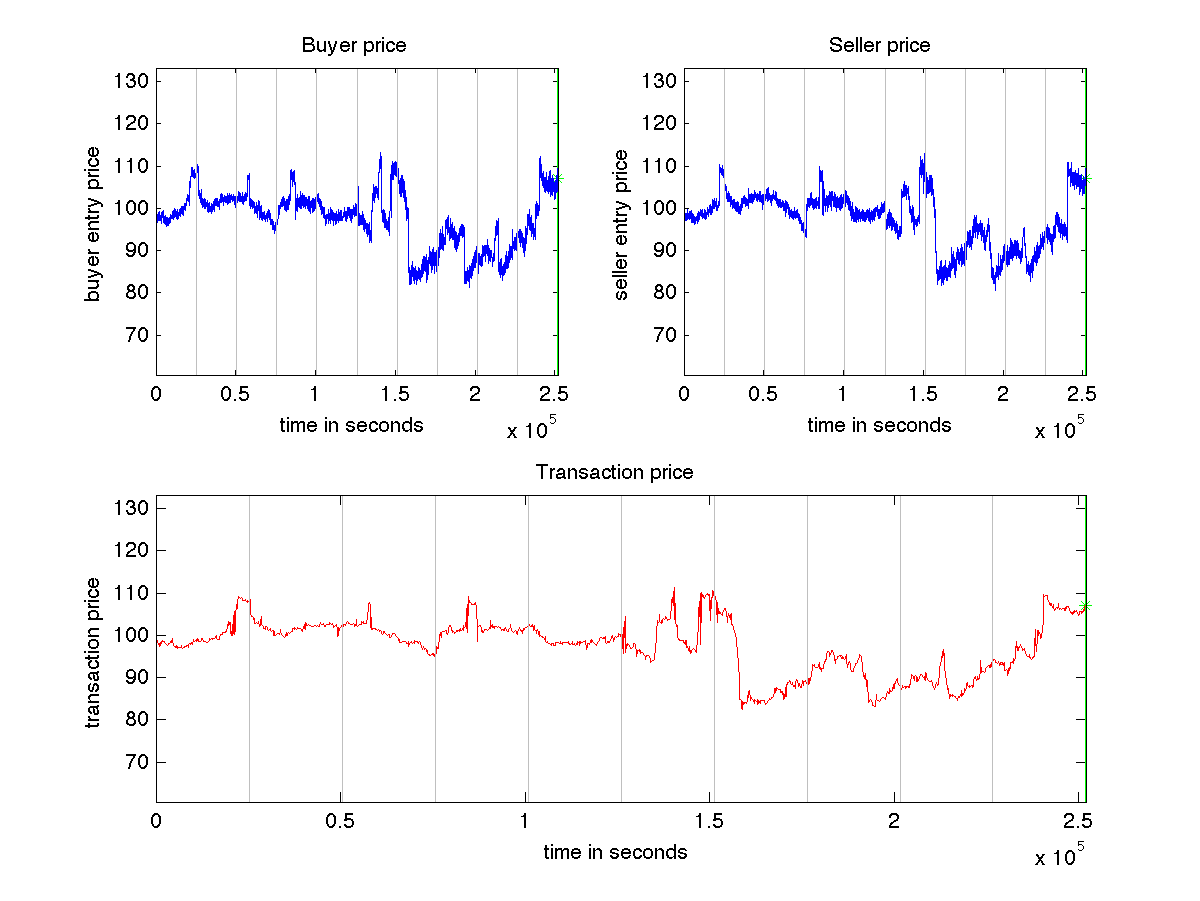 Buyer price
buyer entry price
130
120
110
100
90
80
70
0 0.5 1 1.5 2 2.5
time in seconds
x 10^5
Seller price
seller entry price
130
120
110
100
90
80
70
0 0.5 1 1.5 2 2.5
time in seconds
x 10^5
Transaction price
transaction price
130
120
110
100
90
80
70
0 0.5 1 1.5 2 2.5
time in seconds
x 10^5